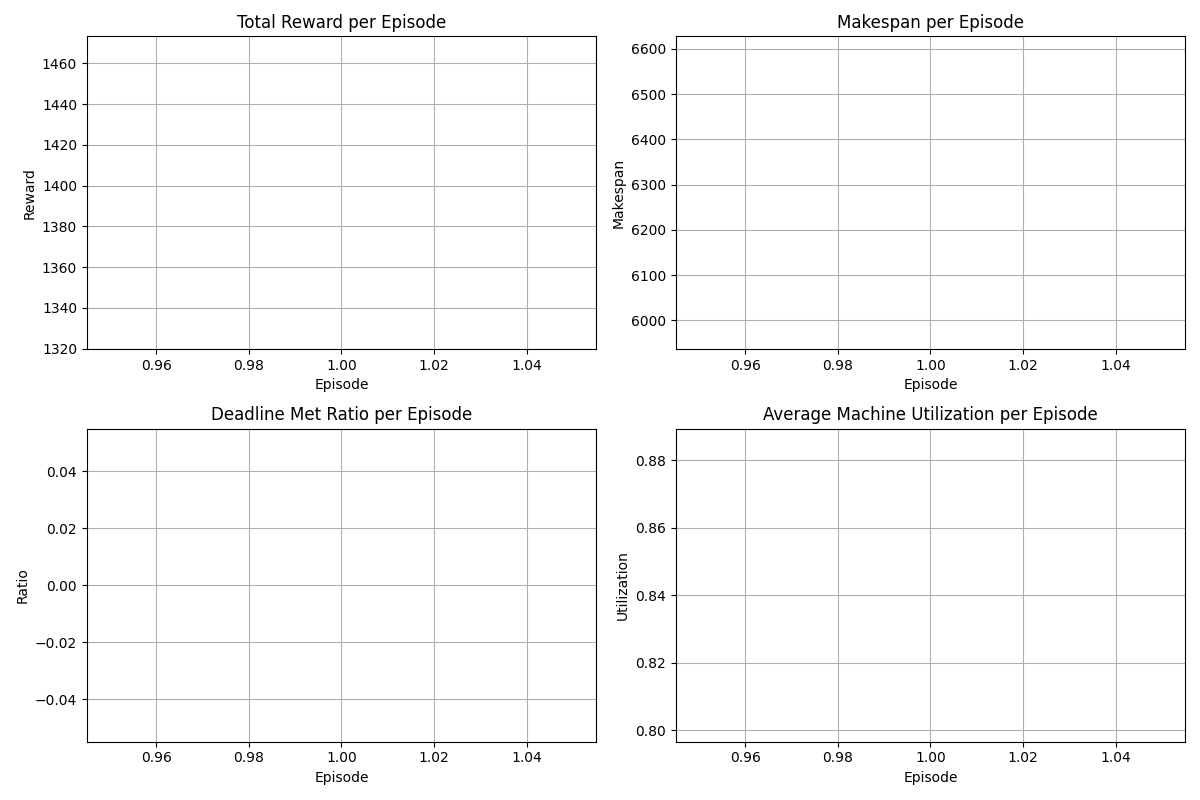 Total Reward per Episode
1460
1440
1420
1400
1380
1360
1340
1320
Reward
0.96 0.98 1.00 1.02 1.04
Episode
Makespan per Episode
6600
6500
6400
6300
6200
6100
6000
Makespan
0.96 0.98 1.00 1.02 1.04
Episode
Deadline Met Ratio per Episode
0.04
0.02
0.00
−0.02
−0.04
Ratio
0.96 0.98 1.00 1.02 1.04
Episode
Average Machine Utilization per Episode
0.88
0.86
0.84
0.82
0.80
Utilization
0.96 0.98 1.00 1.02 1.04
Episode